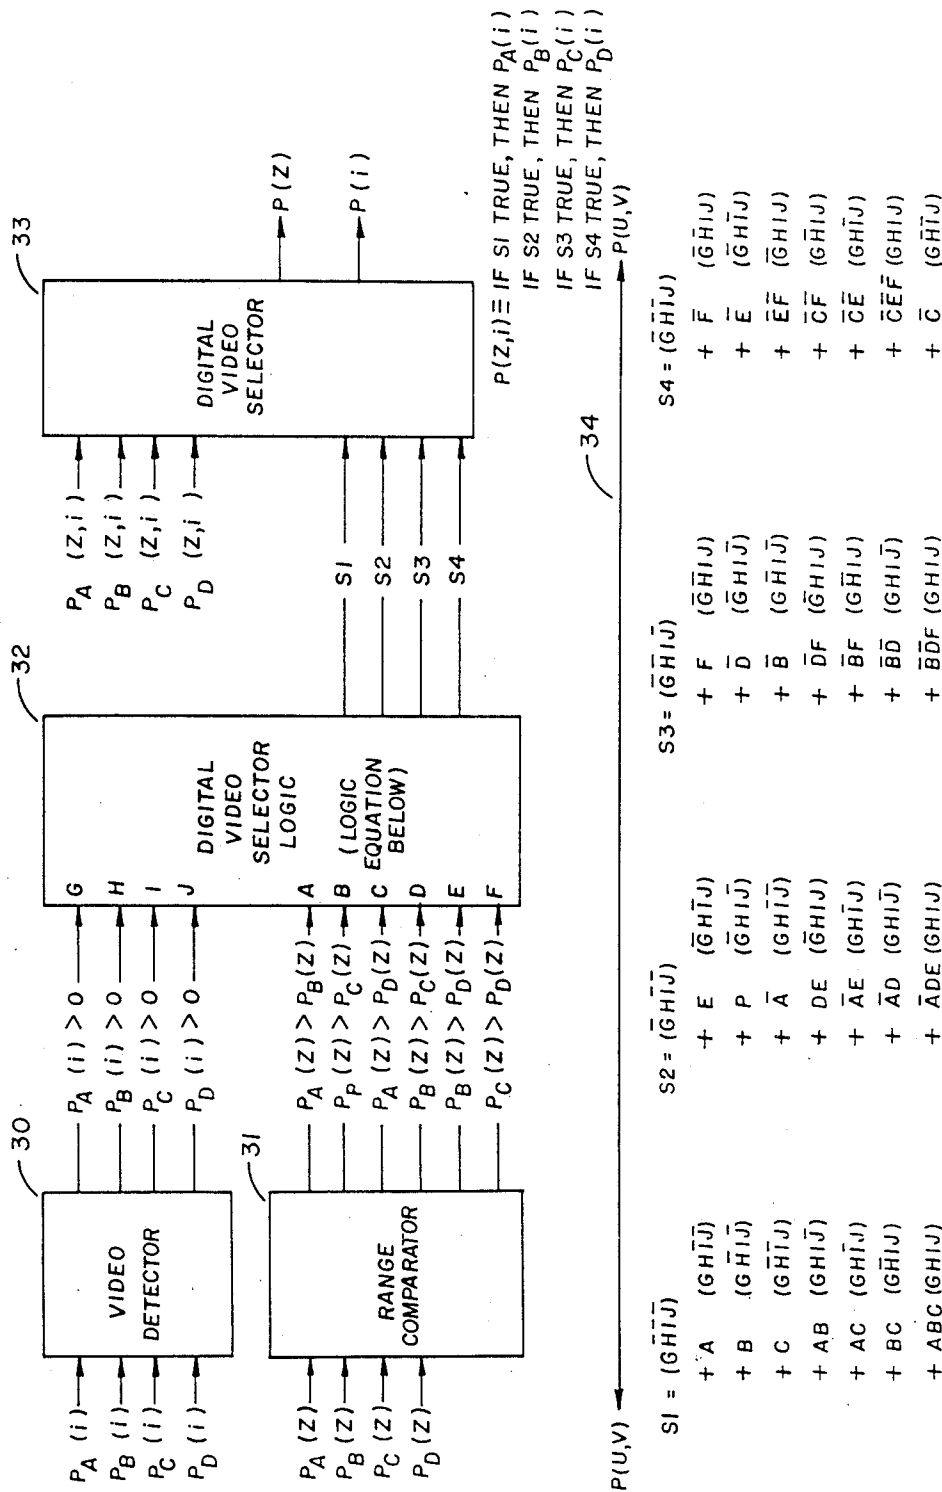 30
P_A (i)
P_B (i)
P_C (i)
P_D (i)
VIDEO
DETECTOR
P_A (i) > 0
P_B (i) > 0
P_C (i) > 0
P_D (i) > 0
31
P_A (Z)
P_B (Z)
P_C (Z)
P_D (Z)
RANGE
COMPARATOR
P_A (Z) > P_B (Z)
P_P (Z) > P_C (Z)
P_A (Z) > P_D (Z)
P_B (Z) > P_C (Z)
P_B (Z) > P_D (Z)
P_C (Z) > P_D (Z)
32
G
H
I
J
A
B
C
D
E
F
DIGITAL
VIDEO
SELECTOR
LOGIC
(LOGIC
EQUATION
BELOW)
S1
S2
S3
S4
33
P_A (Z,i)
P_B (Z,i)
P_C (Z,i)
P_D (Z,i)
DIGITAL
VIDEO
SELECTOR
P(Z)
P(i)
P(Z,i) ≡ IF S1 TRUE, THEN P_A(i)
IF S2 TRUE, THEN P_B(i)
IF S3 TRUE, THEN P_C(i)
IF S4 TRUE, THEN P_D(i)
34
P(U,V)
P(U,V)
S1 = (GH̄ĪJ̄)
+ A (GHĪJ̄)
+ B (GH̄IJ̄)
+ C (GH̄ĪJ)
+ AB (GHIJ̄)
+ AC (GHĪJ)
+ BC (GH̄IJ)
+ ABC (GHIJ)
S2 = (ḠHĪJ̄)
+ E (ḠHĪJ)
+ P (ḠHIJ̄)
+ Ā (GHĪJ̄)
+ DE (ḠHIJ)
+ ĀE (GHĪJ)
+ ĀD (GHIJ̄)
+ ĀDE (GHIJ)
S3 = (ḠH̄IJ̄)
+ F (ḠH̄IJ)
+ D̄ (ḠHIJ̄)
+ B̄ (GH̄IJ̄)
+ D̄F (ḠHIJ)
+ B̄F (GH̄IJ)
+ B̄D̄ (GHIJ̄)
+ B̄D̄F (GHIJ)
S4 = (ḠH̄ĪJ)
+ F̄ (ḠH̄IJ)
+ Ē (ḠHĪJ)
+ ĒF̄ (ḠHIJ)
+ C̄F̄ (GH̄IJ)
+ C̄Ē (GHĪJ)
+ C̄ĒF̄ (GHIJ)
+ C̄ (GH̄ĪJ)